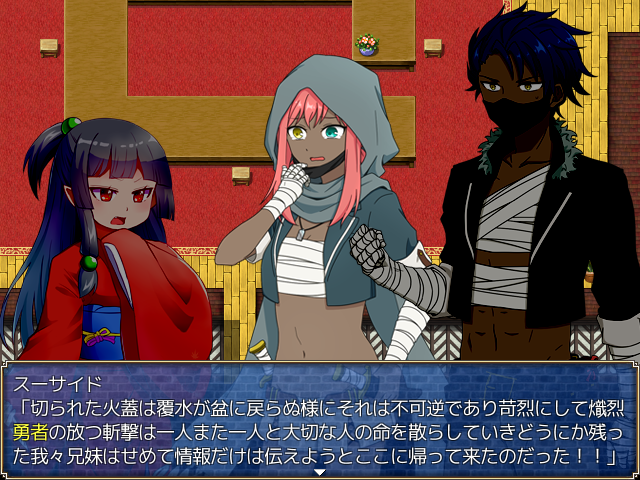 スーサイド
「切られた火蓋は覆水が盆に戻らぬ様にそれは不可逆であり苛烈にして熾烈
勇者の放つ斬撃は一人また一人と大切な人の命を散らしていきどうにか残っ
た我々兄妹はせめて情報だけは伝えようとここに帰って来たのだった！！」